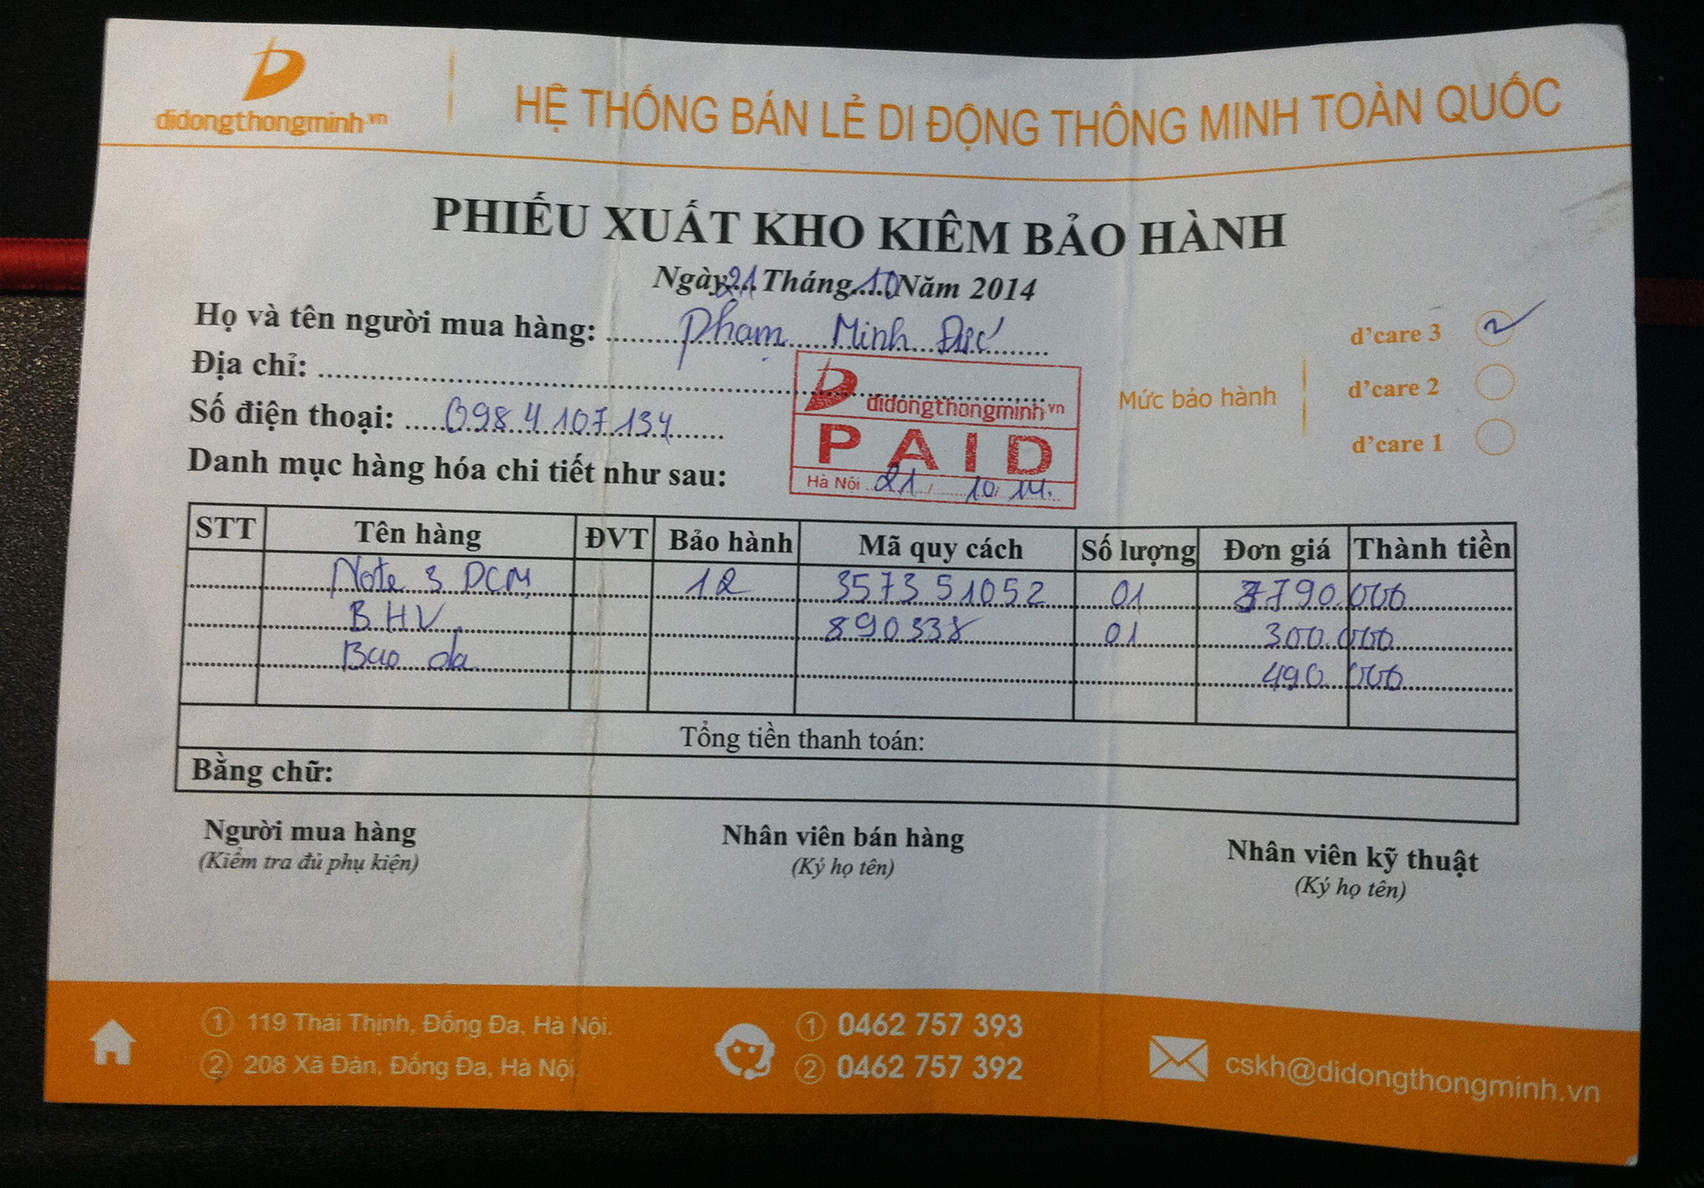 didongthongminh.vn
HỆ THỐNG BÁN LẺ DI ĐỘNG THÔNG MINH TOÀN QUỐC
PHIẾU XUẤT KHO KIÊM BẢO HÀNH
Ngày 21 Tháng 10 Năm 2014
Họ và tên người mua hàng: Phạm Minh Đức
Địa chỉ:
Số điện thoại: 0984107134
Danh mục hàng hóa chi tiết như sau:
Mức bảo hành
d'care 3
d'care 2
d'care 1
didongthongminh.vn
PAID
Hà Nội 21/10/14.
STT Tên hàng ĐVT Bảo hành Mã quy cách Số lượng Đơn giá Thành tiền
Note 3 DCM 12 357351052 01 7790.000
BHV 890338 01 300.000
Bao da 490.000
Tổng tiền thanh toán:
Bằng chữ:
Người mua hàng Nhân viên bán hàng Nhân viên kỹ thuật
(Kiểm tra đủ phụ kiện) (Ký họ tên) (Ký họ tên)
1 119 Thái Thịnh, Đống Đa, Hà Nội.
2 208 Xã Đàn, Đống Đa, Hà Nội
1 0462 757 393
2 0462 757 392
cskh@didongthongminh.vn